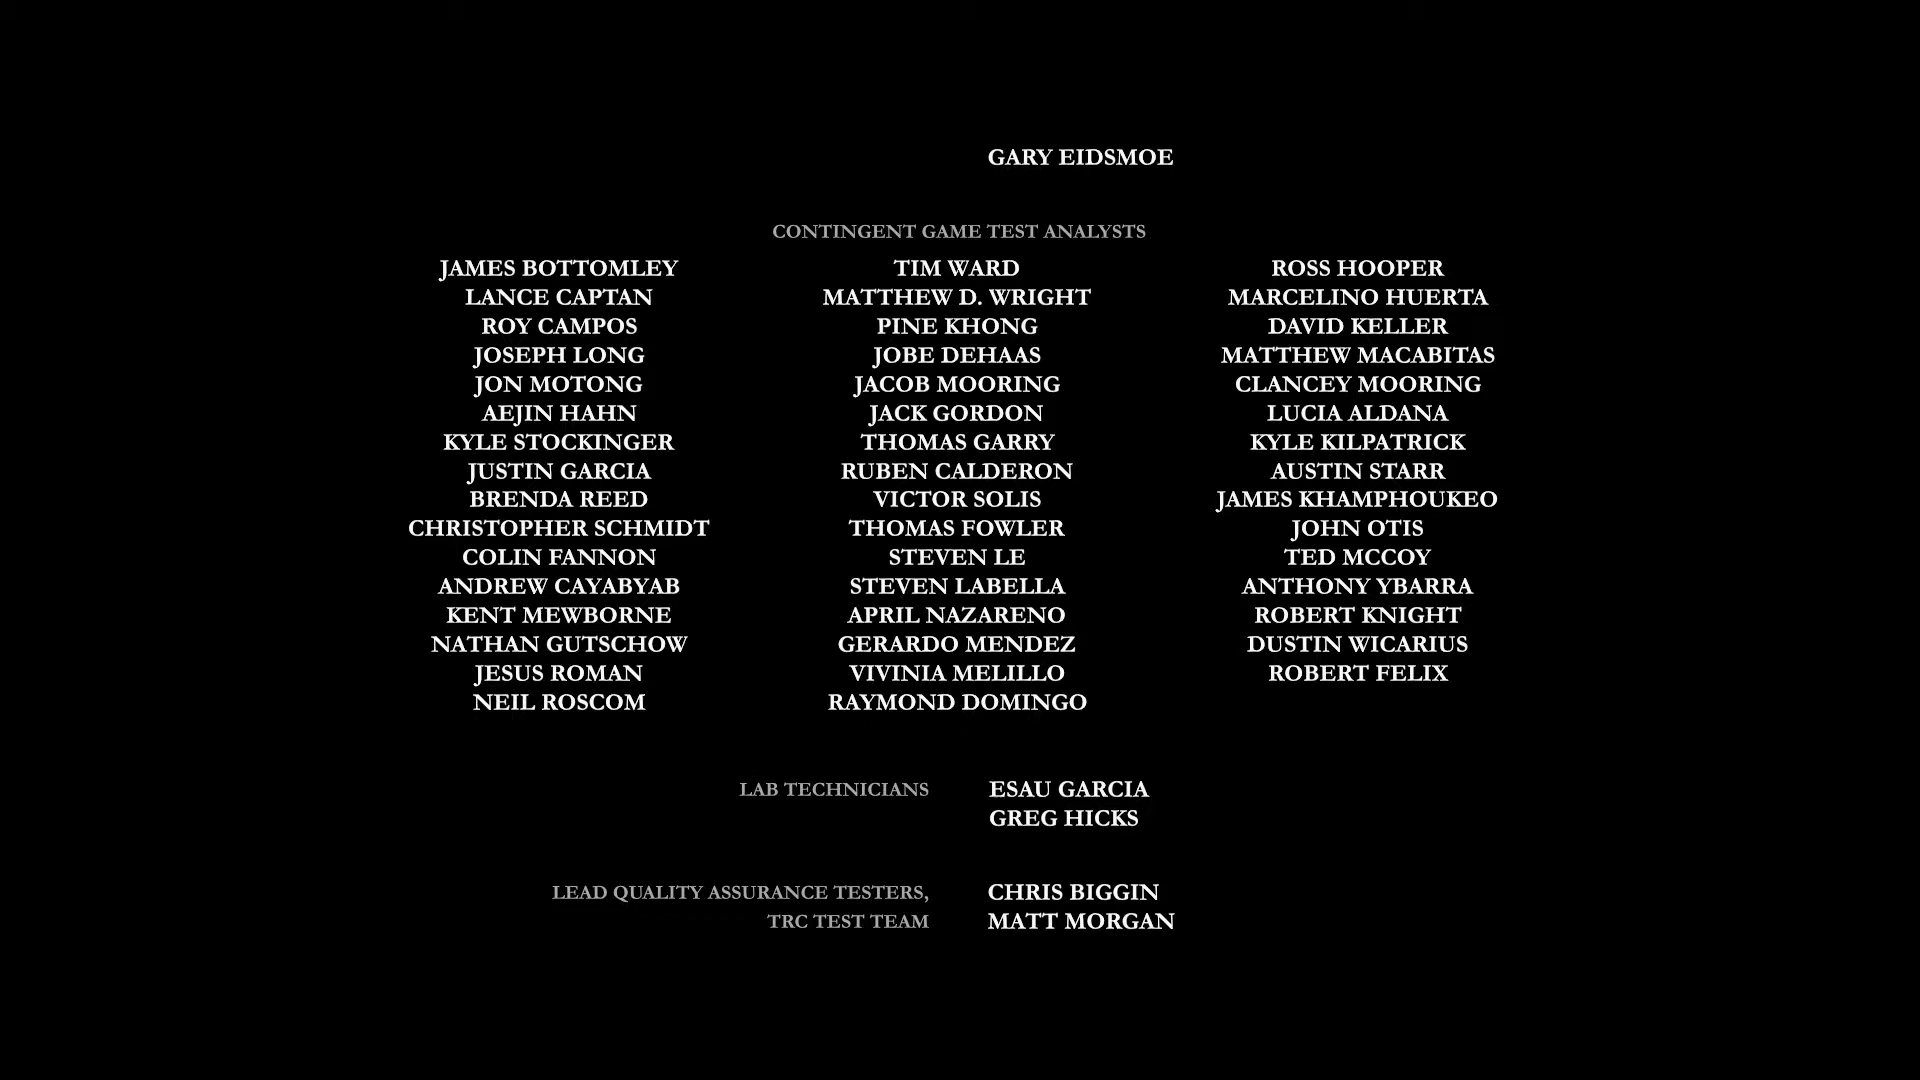 GARY EIDSMOE
CONTINGENT GAME TEST ANALYSTS
JAMES BOTTOMLEY TIM WARD ROSS HOOPER
LANCE CAPTAN MATTHEW D. WRIGHT MARCELINO HUERTA
ROY CAMPOS PINE KHONG DAVID KELLER
JOSEPH LONG JOBE DEHAAS MATTHEW MACABITAS
JON MOTONG JACOB MOORING CLANCEY MOORING
AEJIN HAHN JACK GORDON LUCIA ALDANA
KYLE STOCKINGER THOMAS GARRY KYLE KILPATRICK
JUSTIN GARCIA RUBEN CALDERON AUSTIN STARR
BRENDA REED VICTOR SOLIS JAMES KHAMPHOUKEO
CHRISTOPHER SCHMIDT THOMAS FOWLER JOHN OTIS
COLIN FANNON STEVEN LE TED MCCOY
ANDREW CAYABYAB STEVEN LABELLA ANTHONY YBARRA
KENT MEWBORNE APRIL NAZARENO ROBERT KNIGHT
NATHAN GUTSCHOW GERARDO MENDEZ DUSTIN WICARIUS
JESUS ROMAN VIVINIA MELILLO ROBERT FELIX
NEIL ROSCOM RAYMOND DOMINGO
LAB TECHNICIANS ESAU GARCIA
GREG HICKS
LEAD QUALITY ASSURANCE TESTERS, CHRIS BIGGIN
TRC TEST TEAM MATT MORGAN